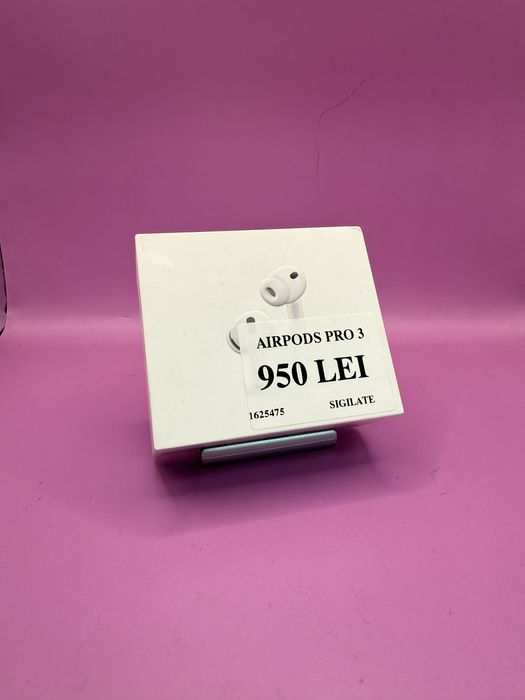 AIRPODS PRO 3
950 LEI
1625475 SIGILATE